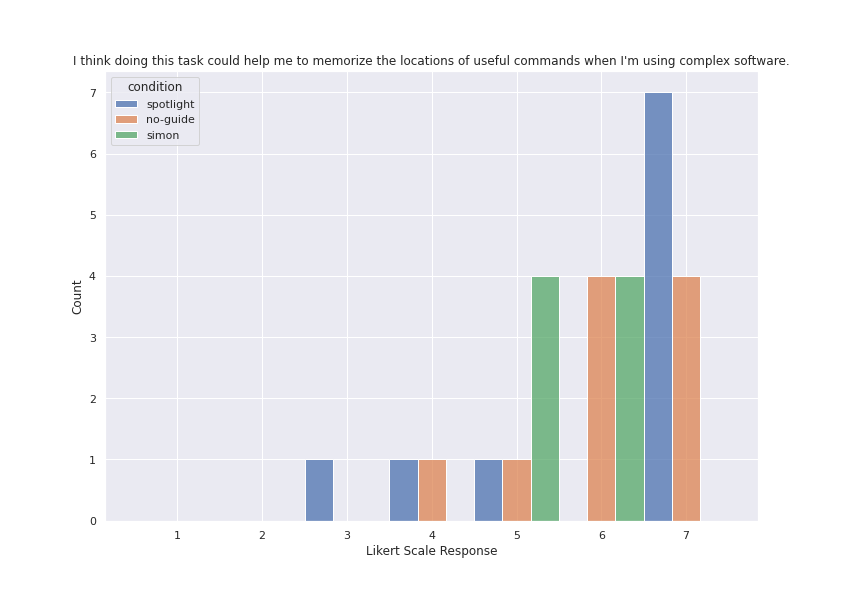 I think doing this task could help me to memorize the locations of useful commands when I'm using complex software.
condition
spotlight
no-guide
simon
7
6
5
4
3
2
1
0
Count
1 2 3 4 5 6 7
Likert Scale Response